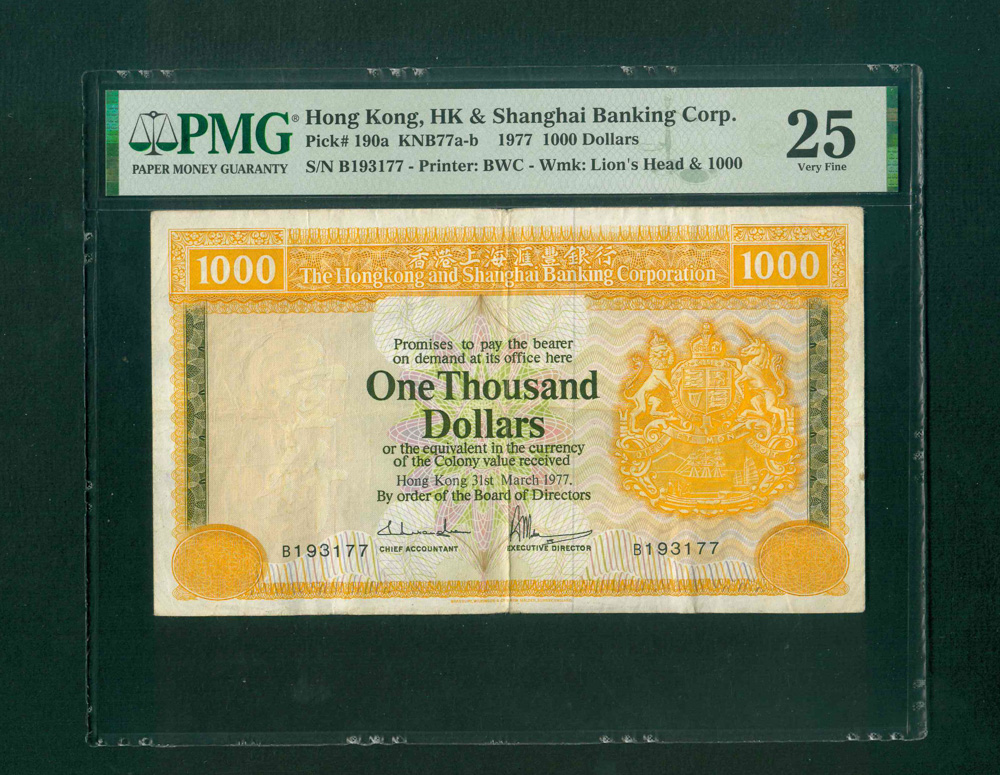 PMG®
PAPER MONEY GUARANTY
Hong Kong, HK & Shanghai Banking Corp.
Pick# 190a KNB77a-b 1977 1000 Dollars
S/N B193177 - Printer: BWC - Wmk: Lion's Head & 1000
25
Very Fine
香港上海滙豐銀行
1000
The Hongkong and Shanghai Banking Corporation
1000
Promises to pay the bearer
on demand at its office here
One Thousand
Dollars
or the equivalent in the currency
of the Colony value received
Hong Kong 31st March 1977.
By order of the Board of Directors
B193177
CHIEF ACCOUNTANT
EXECUTIVE DIRECTOR
B193177